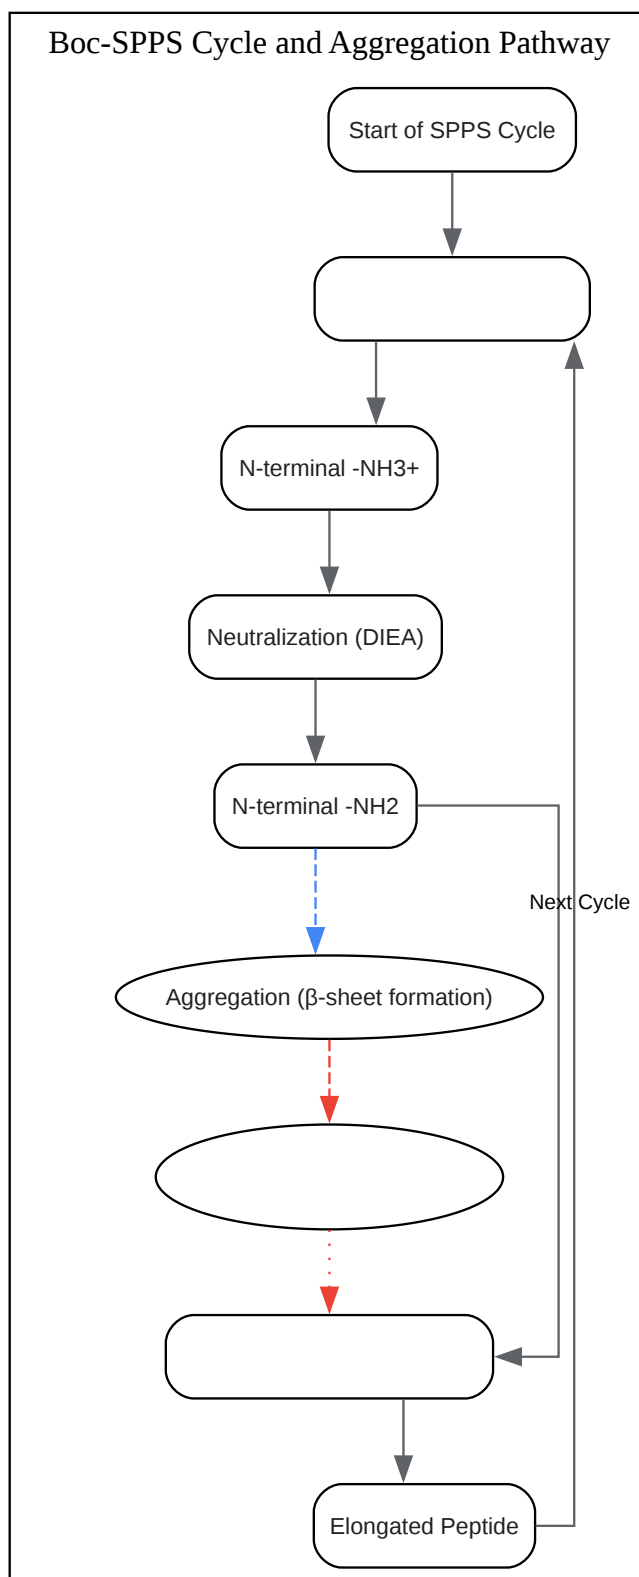 Boc-SPPS Cycle and Aggregation Pathway
Start of SPPS Cycle
N-terminal -NH3+
Neutralization (DIEA)
N-terminal -NH2
Next Cycle
Aggregation (β-sheet formation)
Elongated Peptide